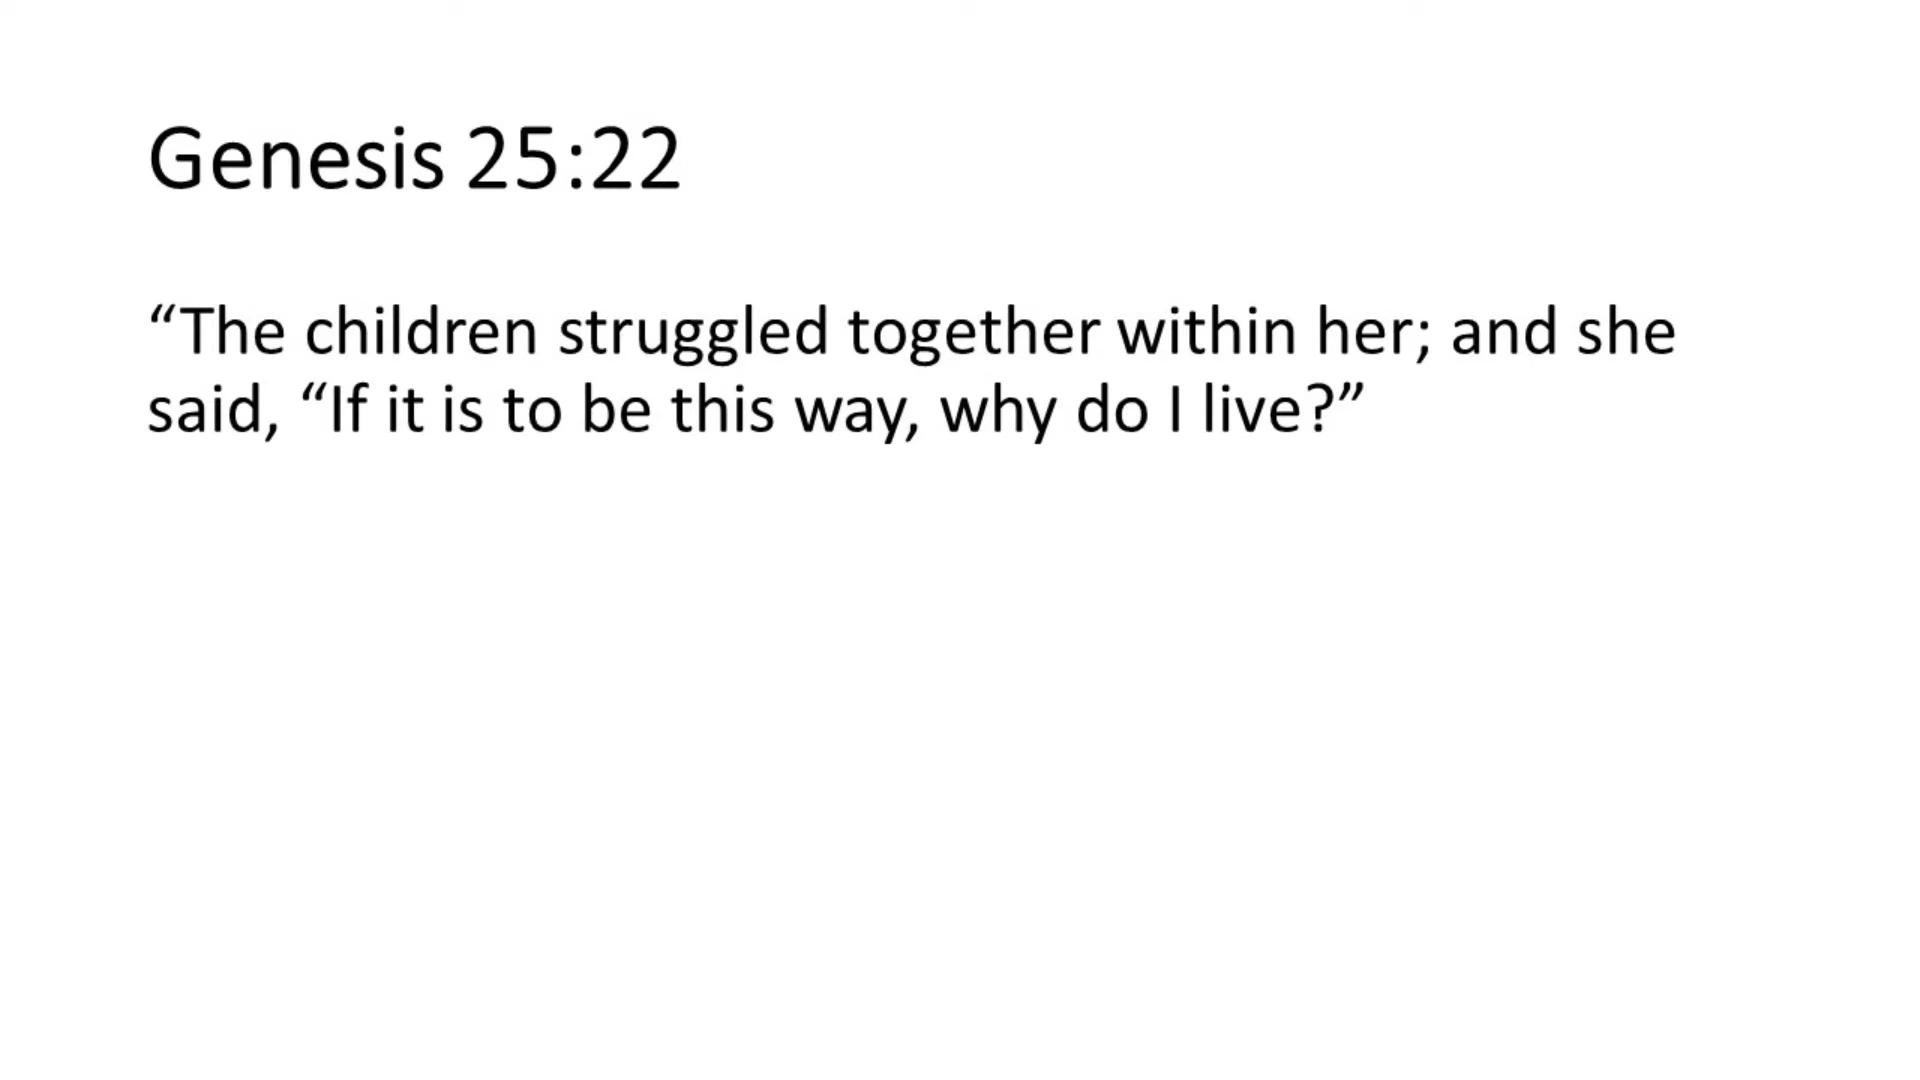 Genesis 25:22
“The children struggled together within her; and she
said, “If it is to be this way, why do I live?”